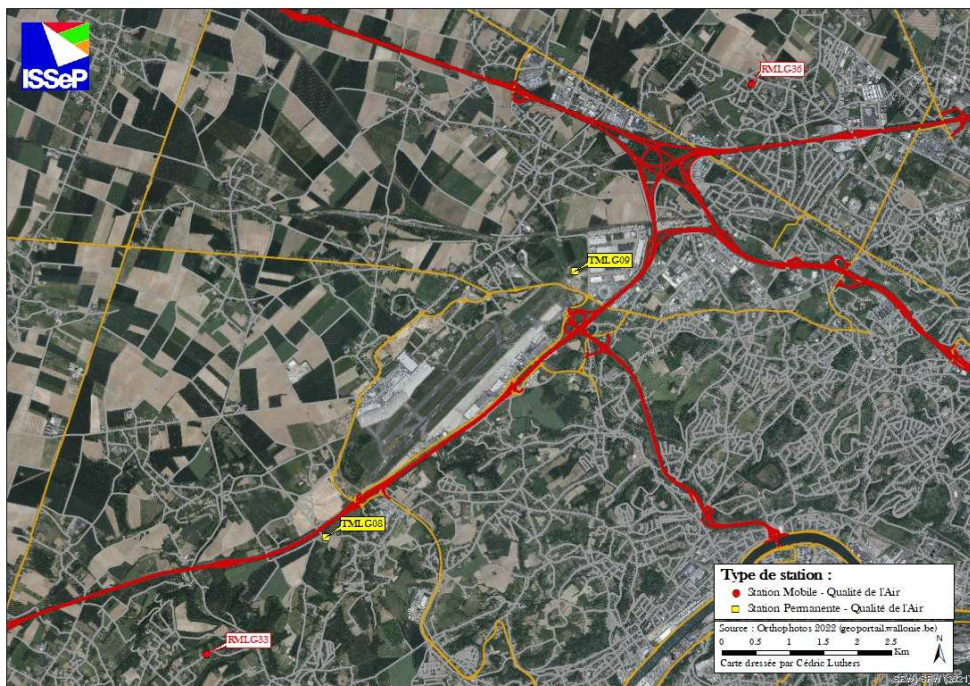 ISSeP
RMLG36
TMLG09
TMLG08
RMLG33
Type de station :
Station Mobile - Qualité de l'Air
Station Permanente - Qualité de l'Air
Source : Orthophotos 2022 (geoportail.wallonie.be)
0 0.5 1 1.5 2 2.5
Km
N
Carte dressée par Cédric Luthers